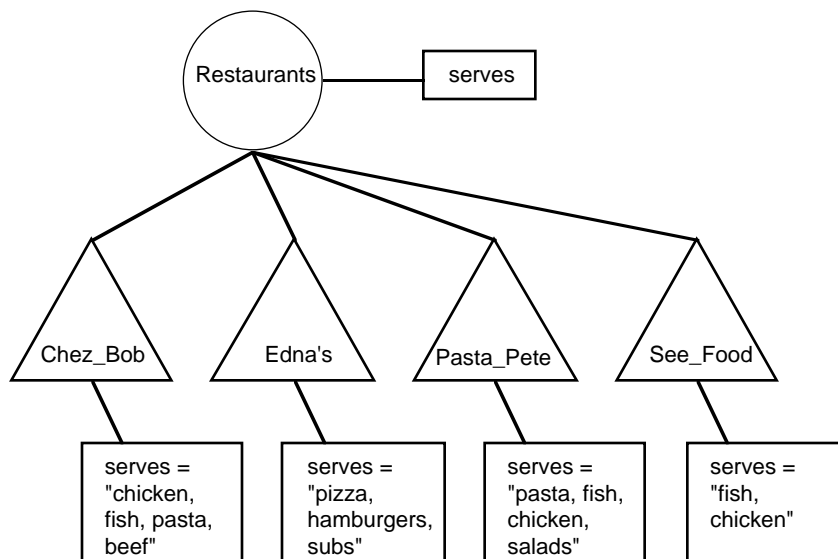 Restaurants
serves
Chez_Bob
Edna's
Pasta_Pete
See_Food
serves =
"chicken,
fish, pasta,
beef"
serves =
"pizza,
hamburgers,
subs"
serves =
"pasta, fish,
chicken,
salads"
serves =
"fish,
chicken"